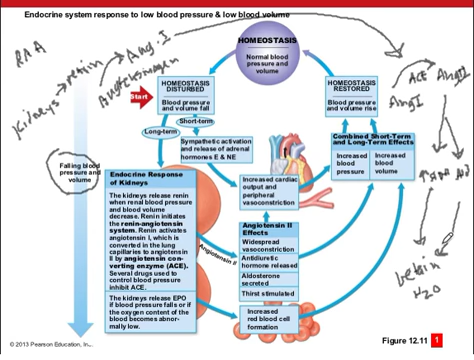 Endocrine system response to low blood pressure & low blood volume
RAA
Kidneys → renin
Ang. I
HOMEOSTASIS
Normal blood
pressure and
volume
ACE
AngI
Start
HOMEOSTASIS
DISTURBED
Blood pressure
and volume fall
HOMEOSTASIS
RESTORED
Blood pressure
and volume rise
Short-term
Long-term
Sympathetic activation
and release of adrenal
hormones E & NE
Combined Short-Term
and Long-Term Effects
Increased
blood
pressure
Increased
blood
volume
Falling blood
pressure and
volume
Endocrine Response
of Kidneys
The kidneys release renin
when renal blood pressure
and blood volume
decrease. Renin initiates
the renin-angiotensin
system. Renin activates
angiotensin I, which is
converted in the lung
capillaries to angiotensin
II by angiotensin con-
verting enzyme (ACE).
Several drugs used to
control blood pressure
inhibit ACE.
The kidneys release EPO
if blood pressure falls or if
the oxygen content of the
blood becomes abnor-
mally low.
Increased cardiac
output and
peripheral
vasoconstriction
Angiotensin II
Angiotensin II
Effects
Widespread
vasoconstriction
Antidiuretic
hormone released
Aldosterone
secreted
Thirst stimulated
Increased
red blood cell
formation
retain
H2O
© 2013 Pearson Education, Inc.
Figure 12.11
1